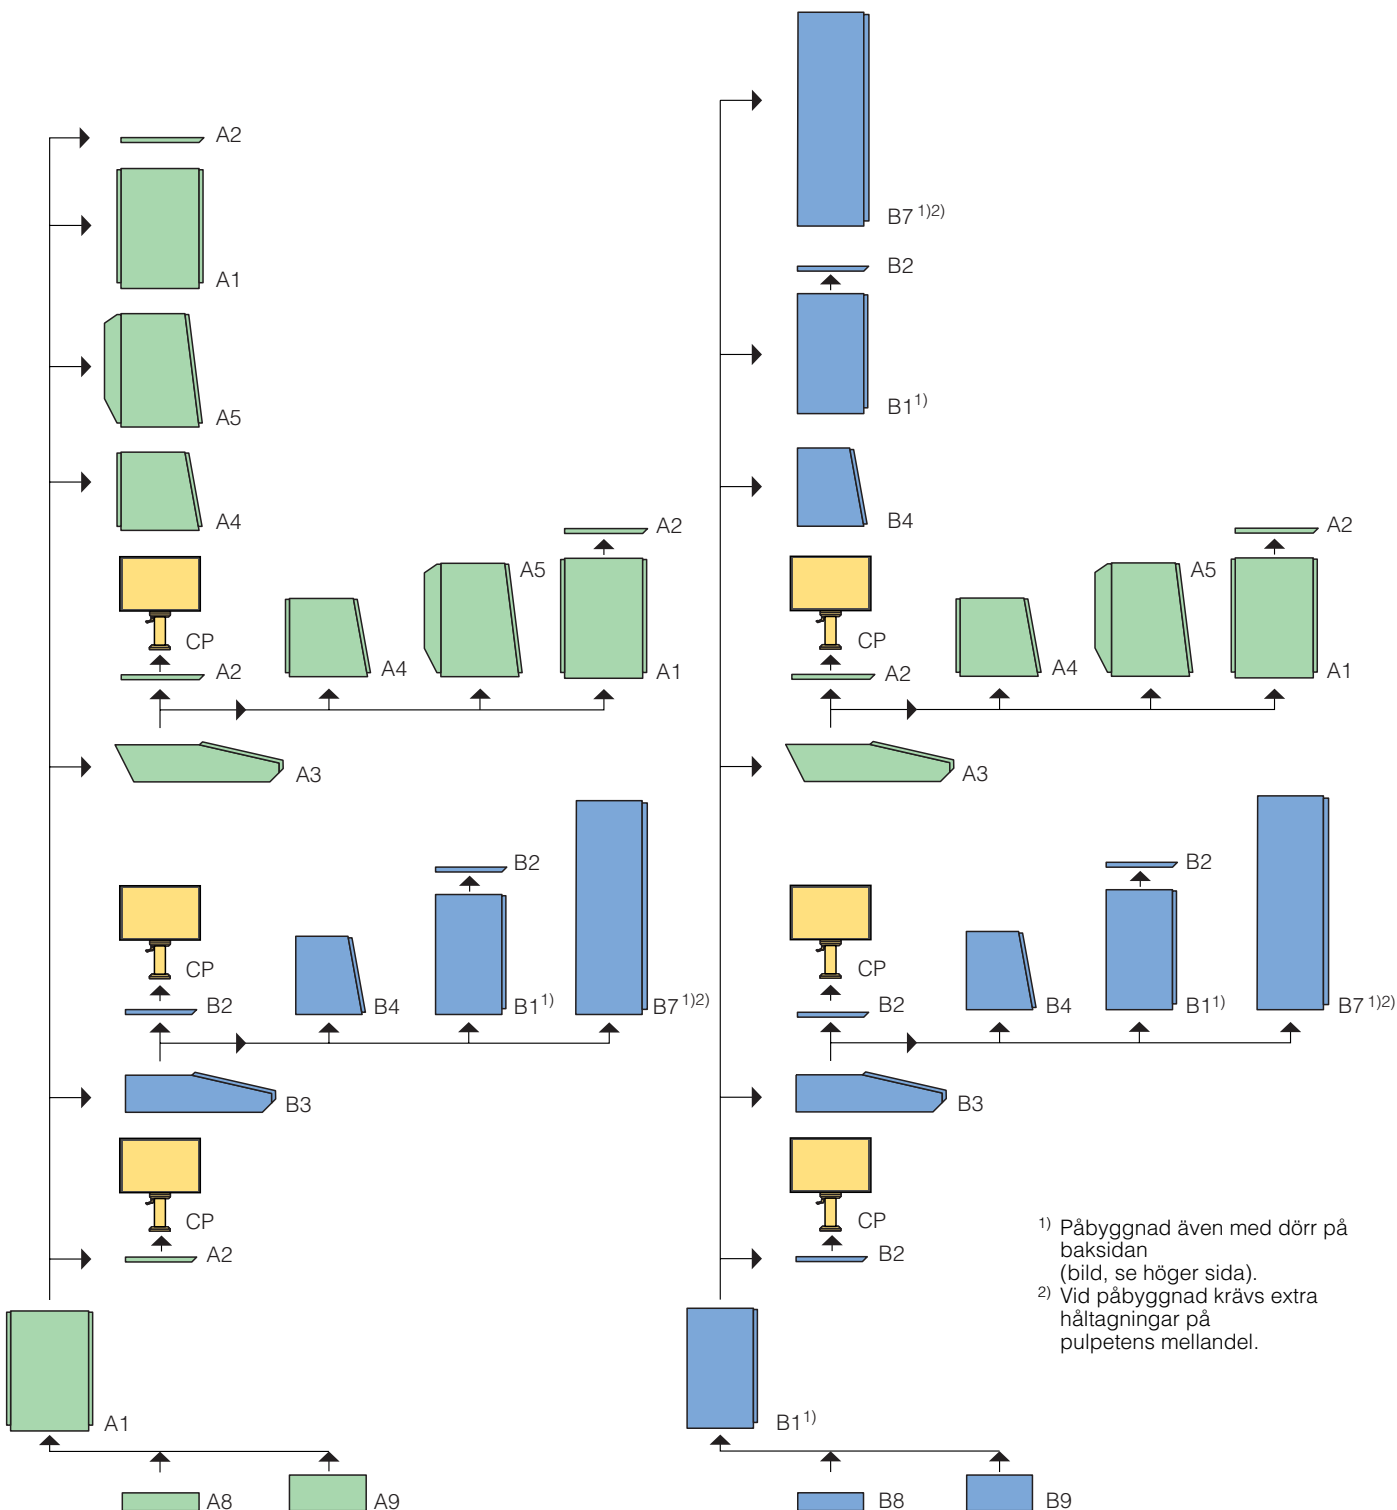 A2
A1
A5
A4
A2
A5
CP
A2
A4
A1
A3
B2
CP
B2
B4
B1 1)
B7 1)2)
B3
CP
A2
A1
A8
A9
B7 1)2)
B2
B1 1)
B4
A2
A5
CP
A2
A4
A1
A3
B2
CP
B2
B4
B1 1)
B7 1)2)
B3
CP
B2
B1 1)
B8
B9
1) Påbyggnad även med dörr på
baksidan
(bild, se höger sida).
2) Vid påbyggnad krävs extra
håltagningar på
pulpetens mellandel.